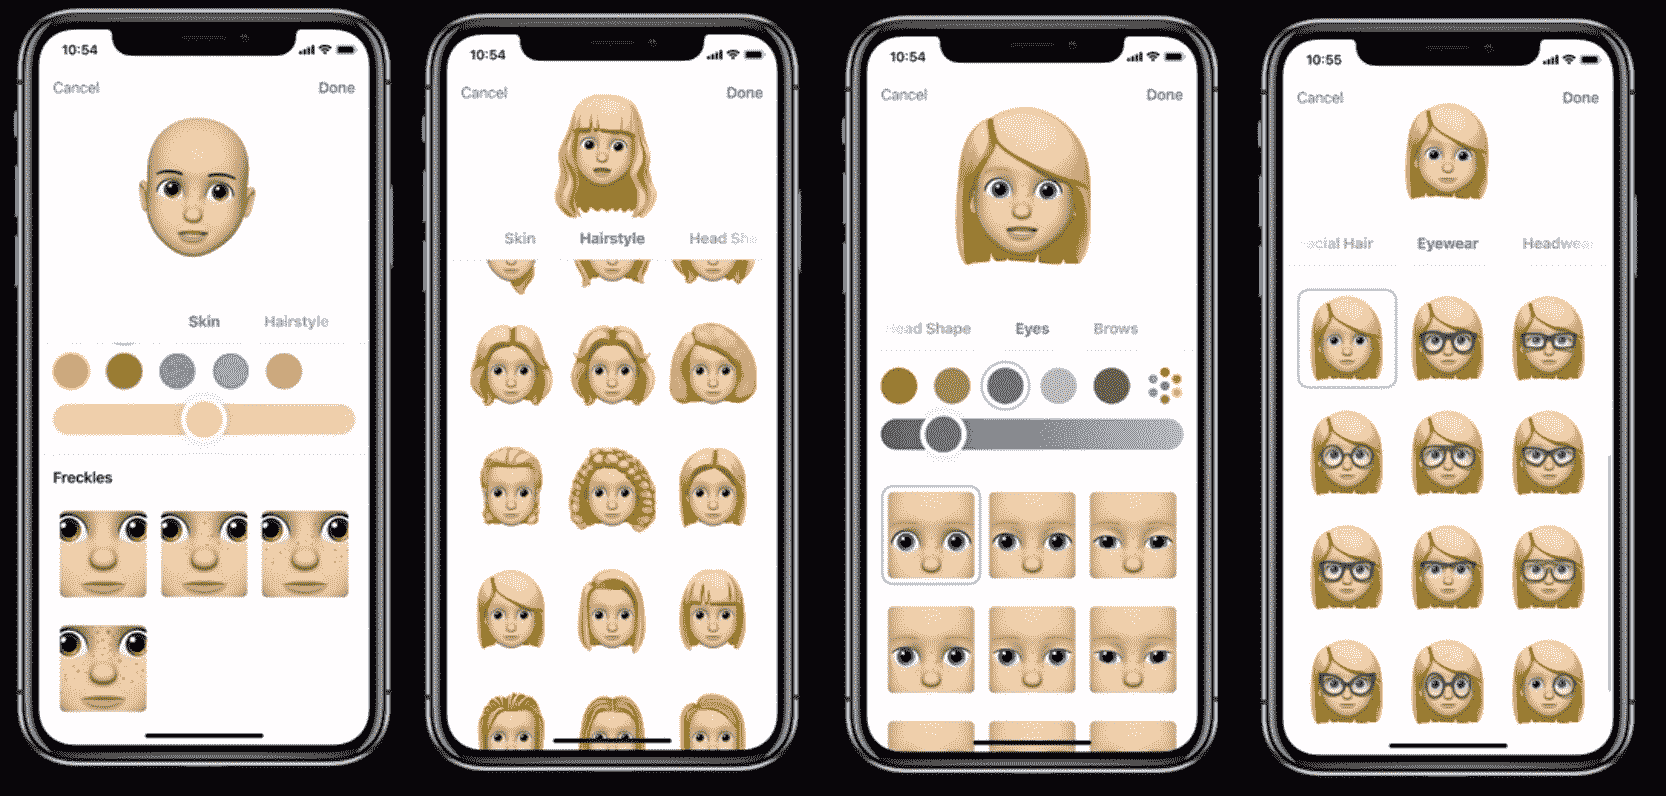 10:54
Cancel
Done
Skin
Hairstyle
Freckles
10:54
Cancel
Done
Skin
Hairstyle
Head Sha
10:54
Cancel
Done
ead Shape
Eyes
Brows
10:55
Cancel
Done
acial Hair
Eyewear
Headwea